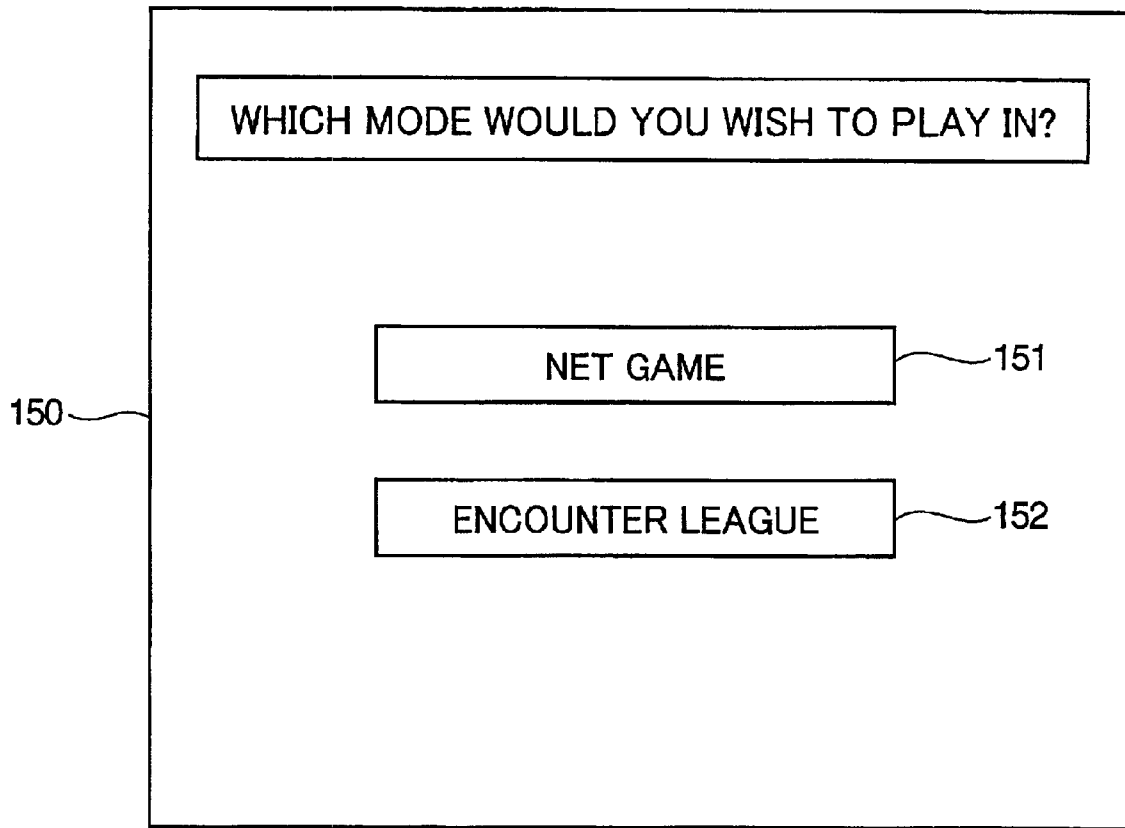 WHICH MODE WOULD YOU WISH TO PLAY IN?
NET GAME
151
150
ENCOUNTER LEAGUE
152